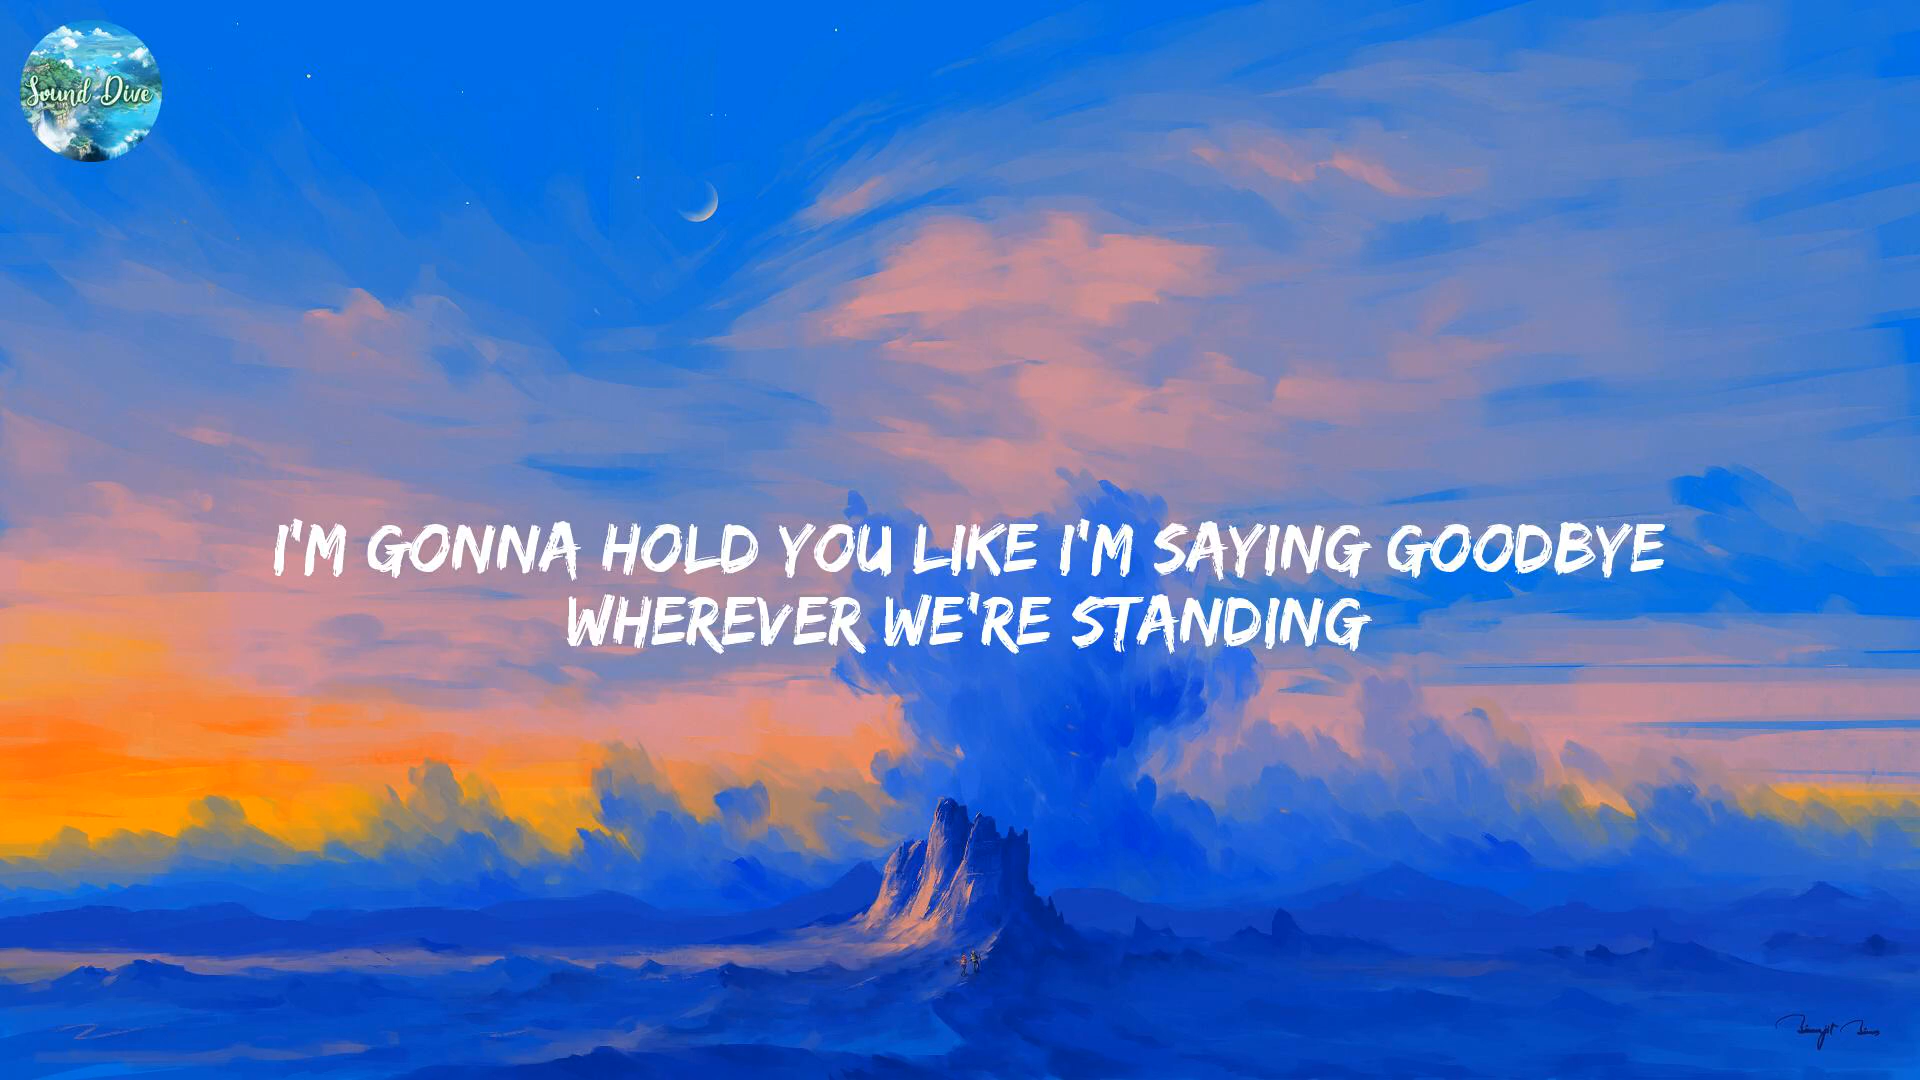 Sound Dive
I'M GONNA HOLD YOU LIKE I'M SAYING GOODBYE
WHEREVER WE'RE STANDING